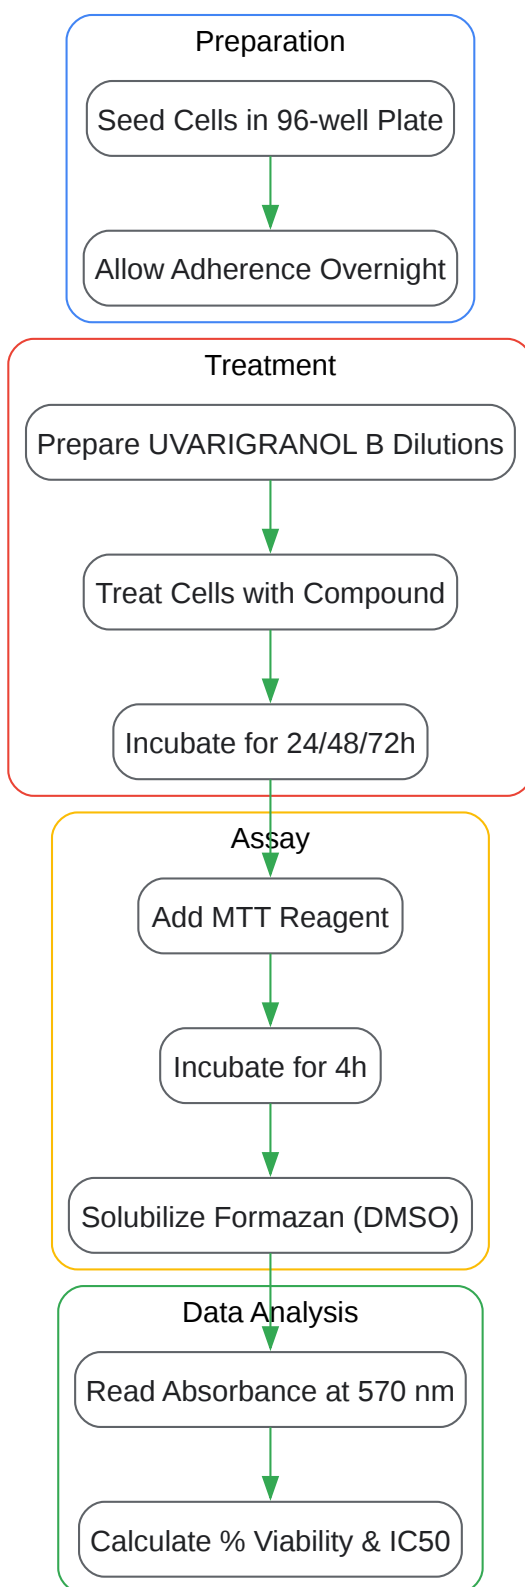 Preparation
Seed Cells in 96-well Plate
Allow Adherence Overnight
Treatment
Prepare UVARIGRANOL B Dilutions
Treat Cells with Compound
Incubate for 24/48/72h
Assay
Add MTT Reagent
Incubate for 4h
Solubilize Formazan (DMSO)
Data Analysis
Read Absorbance at 570 nm
Calculate % Viability & IC50